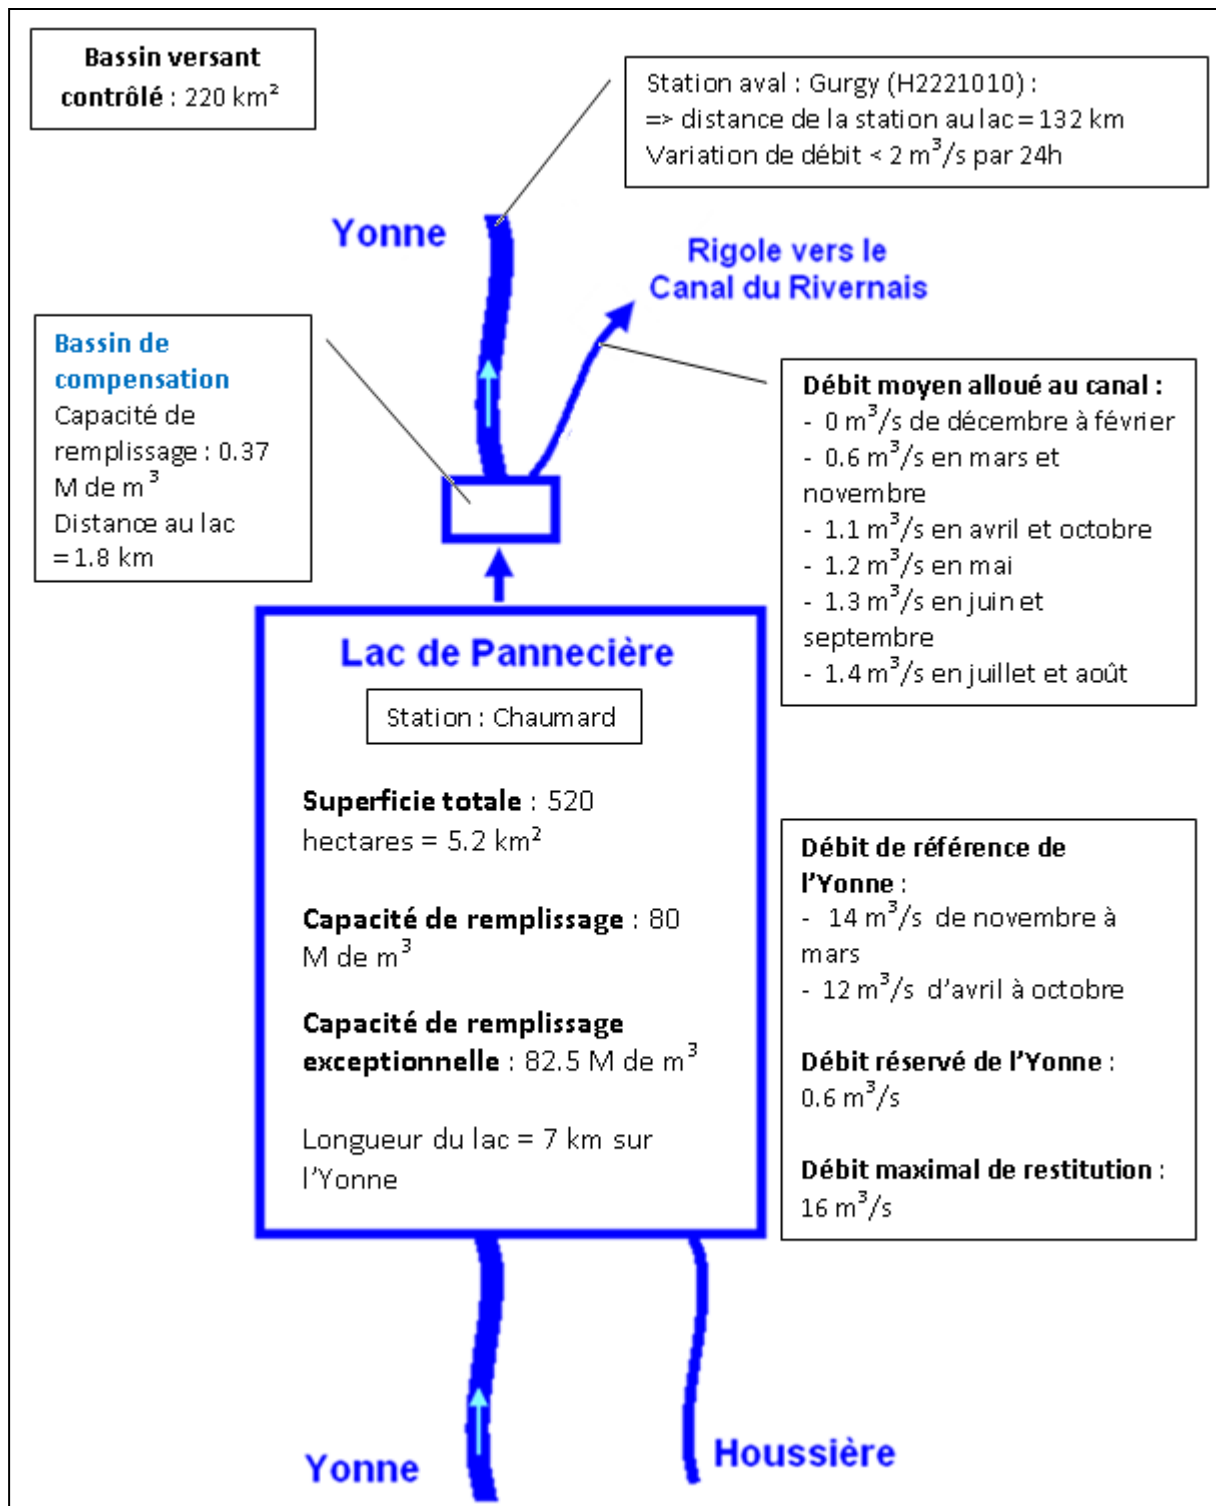 Bassin versant
contrôlé : 220 km²
Station aval : Gurgy (H2221010) :
=> distance de la station au lac = 132 km
Variation de débit < 2 m³/s par 24h
Yonne
Rigole vers le
Canal du Rivernais
Bassin de
compensation
Capacité de
remplissage : 0.37
M de m³
Distance au lac
= 1.8 km
Débit moyen alloué au canal :
- 0 m³/s de décembre à février
- 0.6 m³/s en mars et
novembre
- 1.1 m³/s en avril et octobre
- 1.2 m³/s en mai
- 1.3 m³/s en juin et
septembre
- 1.4 m³/s en juillet et août
Lac de Pannecière
Station : Chaumard
Superficie totale : 520
hectares = 5.2 km²
Capacité de remplissage : 80
M de m³
Capacité de remplissage
exceptionnelle : 82.5 M de m³
Longueur du lac = 7 km sur
l'Yonne
Débit de référence de
l'Yonne :
- 14 m³/s de novembre à
mars
- 12 m³/s d'avril à octobre
Débit réservé de l'Yonne :
0.6 m³/s
Débit maximal de restitution :
16 m³/s
Yonne
Houssière